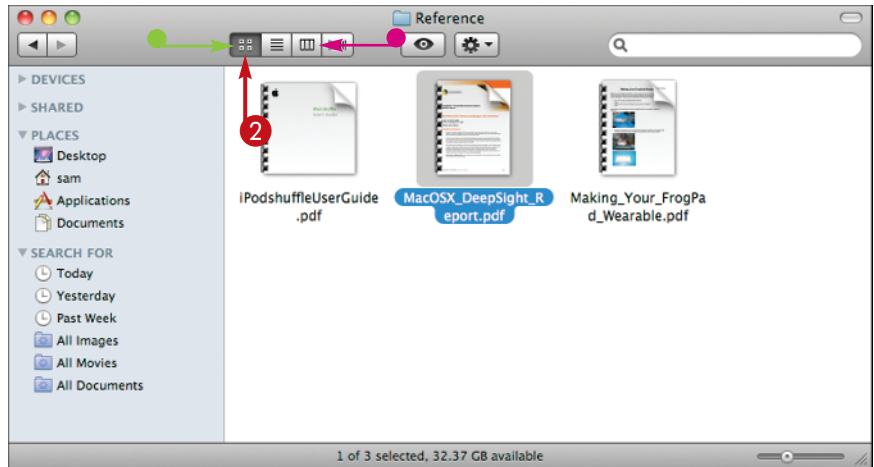 Reference
DEVICES
SHARED
PLACES
Desktop
sam
Applications
Documents
SEARCH FOR
Today
Yesterday
Past Week
All Images
All Movies
All Documents
2
iPodshuffleUserGuide
.pdf
MacOSX_DeepSight_R
eport.pdf
Making_Your_FrogPa
d_Wearable.pdf
1 of 3 selected, 32.37 GB available